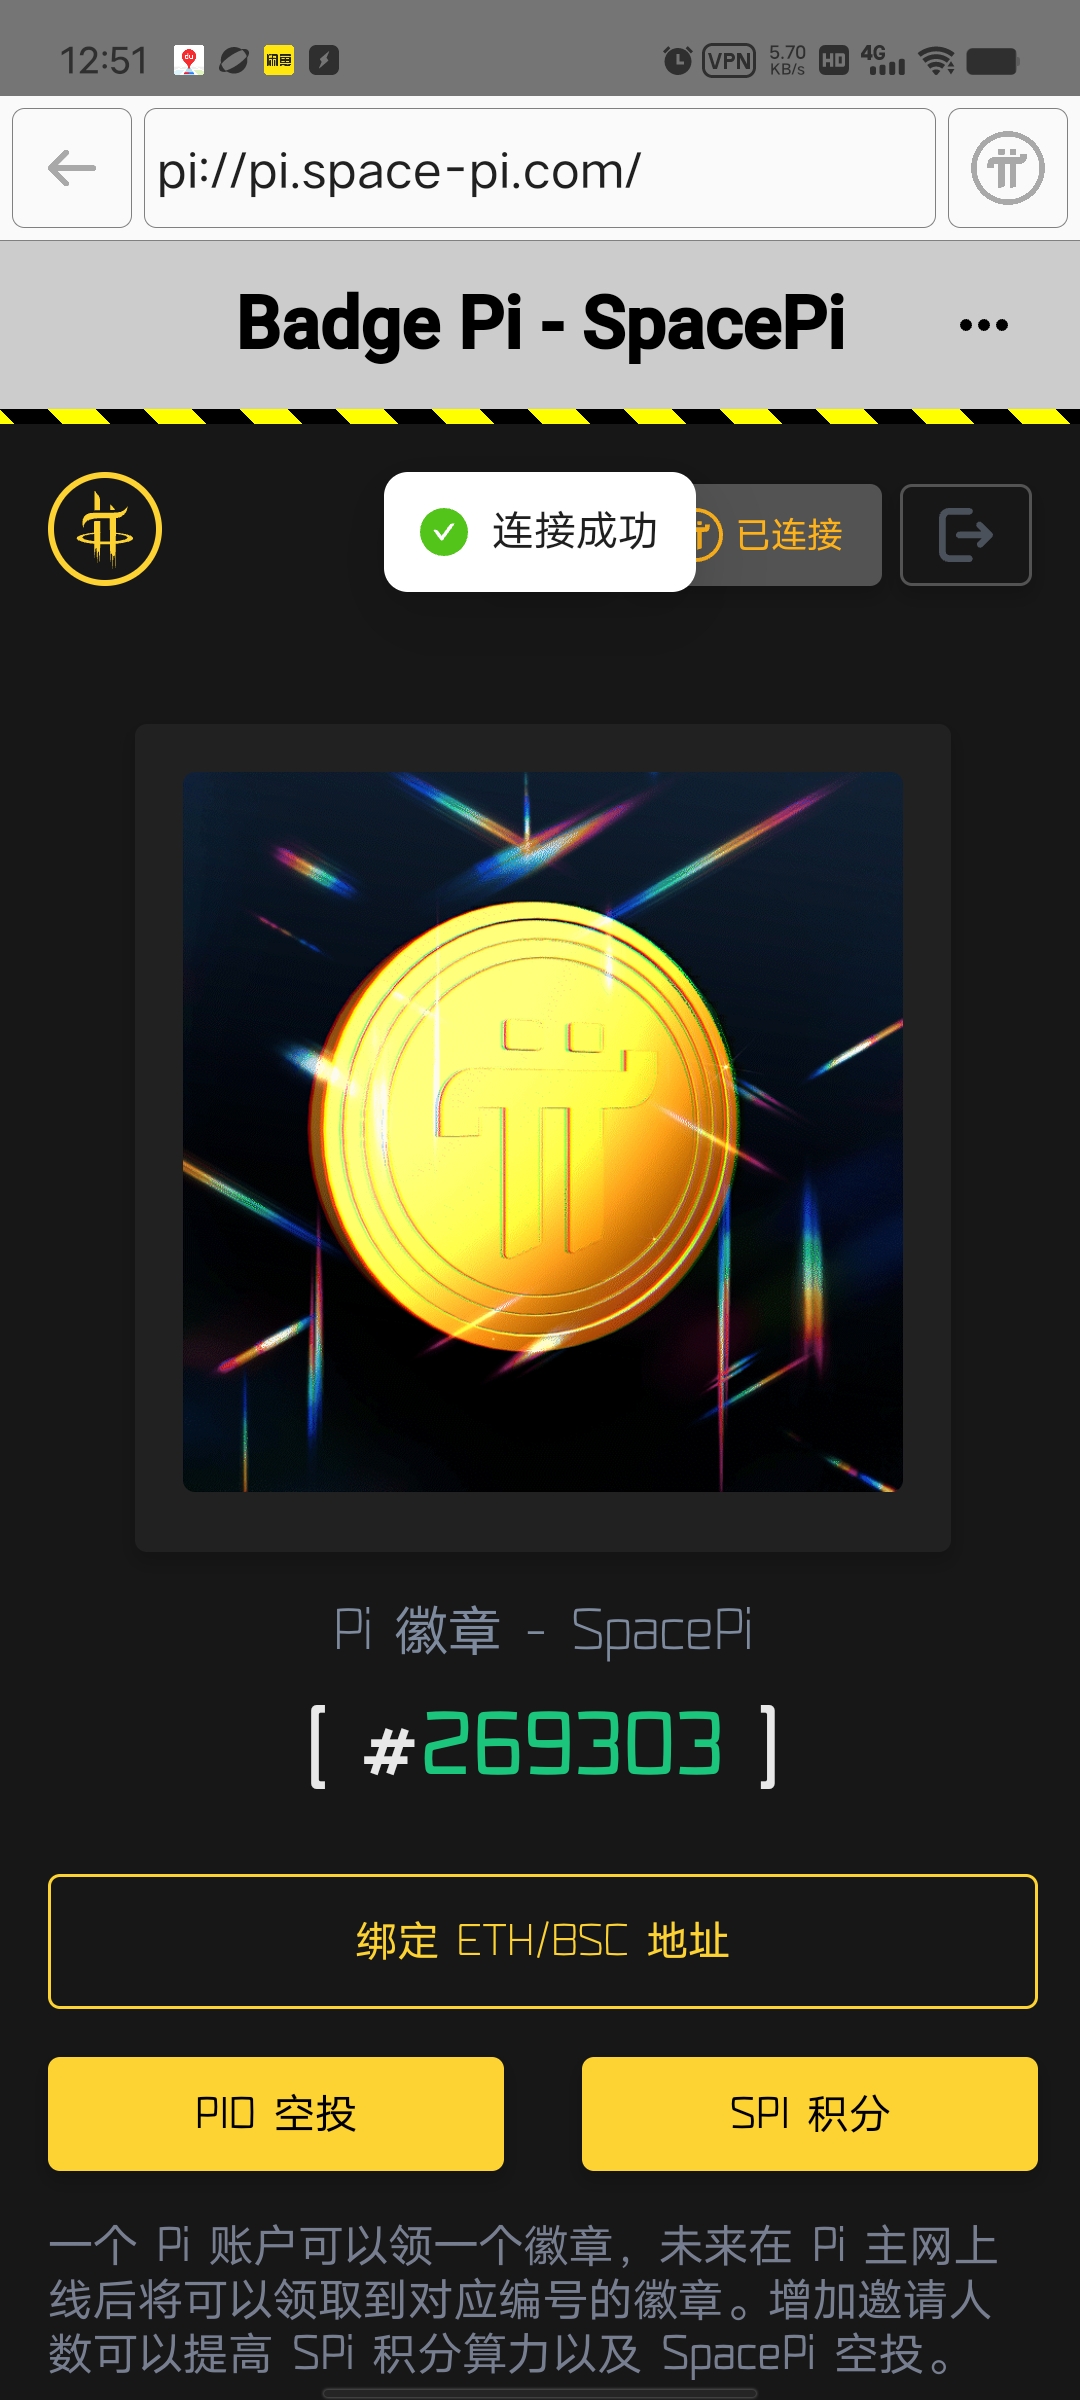 12:51
VPN 5.70 KB/s HD 4G
pi://pi.space-pi.com/
Badge Pi - SpacePi
连接成功
已连接
Pi 徽章 - SpacePi
[ #269303 ]
绑定 ETH/BSC 地址
PIO 空投
SPI 积分
一个 Pi 账户可以领一个徽章，未来在 Pi 主网上
线后将可以领取到对应编号的徽章。增加邀请人
数可以提高 SPi 积分算力以及 SpacePi 空投。